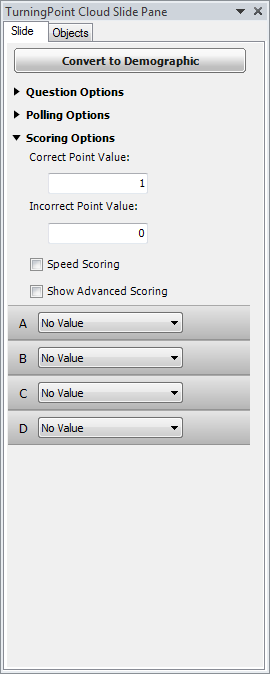 TurningPoint Cloud Slide Pane
Slide Objects
Convert to Demographic
Question Options
Polling Options
Scoring Options
Correct Point Value:
1
Incorrect Point Value:
0
Speed Scoring
Show Advanced Scoring
A No Value
B No Value
C No Value
D No Value